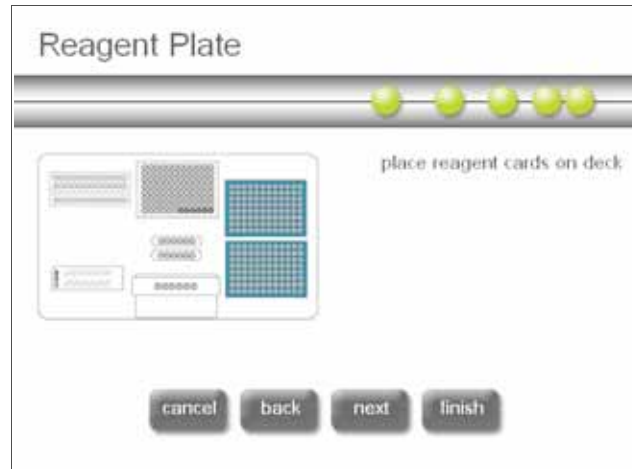 Reagent Plate
place reagent cards on deck
cancel
back
next
finish